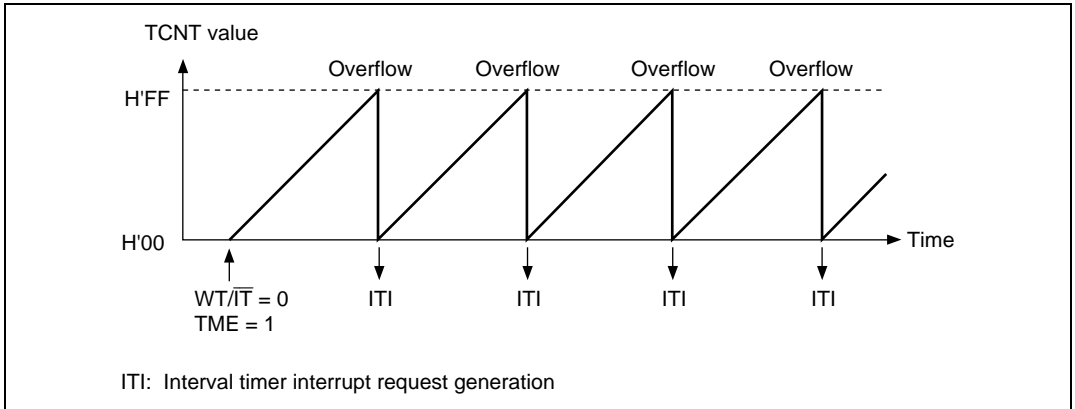 TCNT value
Overflow Overflow Overflow Overflow
H'FF
H'00
Time
WT/I̅T̅ = 0
TME = 1
ITI ITI ITI ITI
ITI: Interval timer interrupt request generation